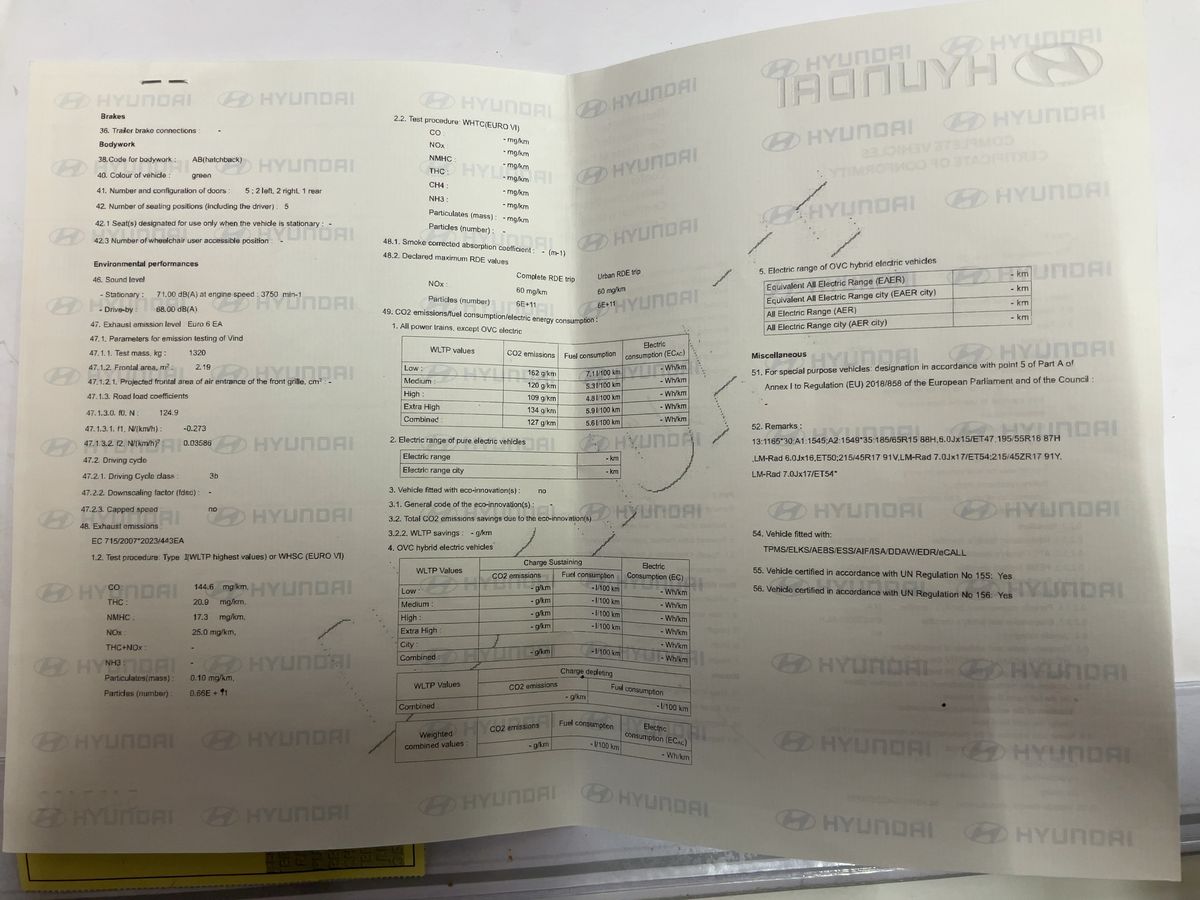 Brakes
36. Trailer brake connections : -
Bodywork
38.Code for bodywork : AB(hatchback)
40. Colour of vehicle : green
41. Number and configuration of doors : 5 ; 2 left, 2 right, 1 rear
42. Number of seating positions (including the driver) : 5
42.1 Seat(s) designated for use only when the vehicle is stationary : -
42.3 Number of wheelchair user accessible position : -
Environmental performances
46. Sound level
- Stationary : 71.00 dB(A) at engine speed : 3750 min-1
- Drive-by : 68.00 dB(A)
47. Exhaust emission level Euro 6 EA
47.1. Parameters for emission testing of Vind
47.1.1. Test mass, kg : 1320
47.1.2. Frontal area, m² : 2.19
47.1.2.1. Projected frontal area of air entrance of the front grille, cm² : -
47.1.3. Road load coefficients
47.1.3.0. f0, N : 124.9
47.1.3.1. f1, N/(km/h) : -0.273
47.1.3.2. f2, N/(km/h)² : 0.03586
47.2. Driving cycle
47.2.1. Driving Cycle class : 3b
47.2.2. Downscaling factor (fdsc) : -
47.2.3. Capped speed : no
48. Exhaust emissions
EC 715/2007*2023/443EA
1.2. Test procedure: Type 1(WLTP highest values) or WHSC (EURO VI)
CO : 144.6 mg/km,
THC : 20.9 mg/km,
NMHC : 17.3 mg/km,
NOx : 25.0 mg/km,
THC+NOx : -
NH3 : -
Particulates(mass) : 0.10 mg/km,
Particles (number) : 0.66E + 11
2.2. Test procedure: WHTC(EURO VI)
CO : - mg/km
NOx - mg/km
NMHC : - mg/km
THC : - mg/km
CH4 : - mg/km
NH3 : - mg/km
Particulates (mass) : - mg/km
Particles (number) : -
48.1. Smoke corrected absorption coefficient : - (m-1)
48.2. Declared maximum RDE values
Complete RDE trip Urban RDE trip
NOx : 60 mg/km 60 mg/km
Particles (number) 6E+11 6E+11
49. CO2 emissions/fuel consumption/electric energy consumption :
1. All power trains, except OVC electric
WLTP values CO2 emissions Fuel consumption Electric consumption (ECAC)
Low : 162 g/km 7.1 l/100 km - Wh/km
Medium : 120 g/km 5.3 l/100 km - Wh/km
High : 109 g/km 4.8 l/100 km - Wh/km
Extra High 134 g/km 5.9 l/100 km - Wh/km
Combined : 127 g/km 5.6 l/100 km - Wh/km
2. Electric range of pure electric vehicles
Electric range - km
Electric range city - km
3. Vehicle fitted with eco-innovation(s) : no
3.1. General code of the eco-innovation(s) :
3.2. Total CO2 emissions savings due to the eco-innovation(s)
3.2.2. WLTP savings : - g/km
4. OVC hybrid electric vehicles
WLTP Values Charge Sustaining Electric Consumption (EC)
CO2 emissions Fuel consumption
Low : - g/km - l/100 km - Wh/km
Medium : - g/km - l/100 km - Wh/km
High : - g/km - l/100 km - Wh/km
Extra High : - g/km - l/100 km - Wh/km
City : - Wh/km
Combined - g/km - l/100 km - Wh/km
WLTP Values Charge depleting
CO2 emissions Fuel consumption
Combined - g/km - l/100 km
Weighted combined values : CO2 emissions Fuel consumption Electric consumption (ECAC)
- g/km - l/100 km - Wh/km
HYUNDAI
COMPLETE VEHICLES
CERTIFICATE OF CONFORMITY
5. Electric range of OVC hybrid electric vehicles
Equivalent All Electric Range (EAER) - km
Equivalent All Electric Range city (EAER city) - km
All Electric Range (AER) - km
All Electric Range city (AER city) - km
Miscellaneous
51. For special purpose vehicles: designation in accordance with point 5 of Part A of
Annex I to Regulation (EU) 2018/858 of the European Parliament and of the Council :
-
52. Remarks :
13:1165*30:A1:1545;A2:1549*35:185/65R15 88H,6.0Jx15/ET47 195/55R16 87H
,LM-Rad 6.0Jx16,ET50;215/45R17 91V,LM-Rad 7.0Jx17/ET54;215/45ZR17 91Y,
LM-Rad 7.0Jx17/ET54*
54. Vehicle fitted with:
TPMS/ELKS/AEBS/ESS/AIF/ISA/DDAW/EDR/eCALL
55. Vehicle certified in accordance with UN Regulation No 155: Yes
56. Vehicle certified in accordance with UN Regulation No 156: Yes